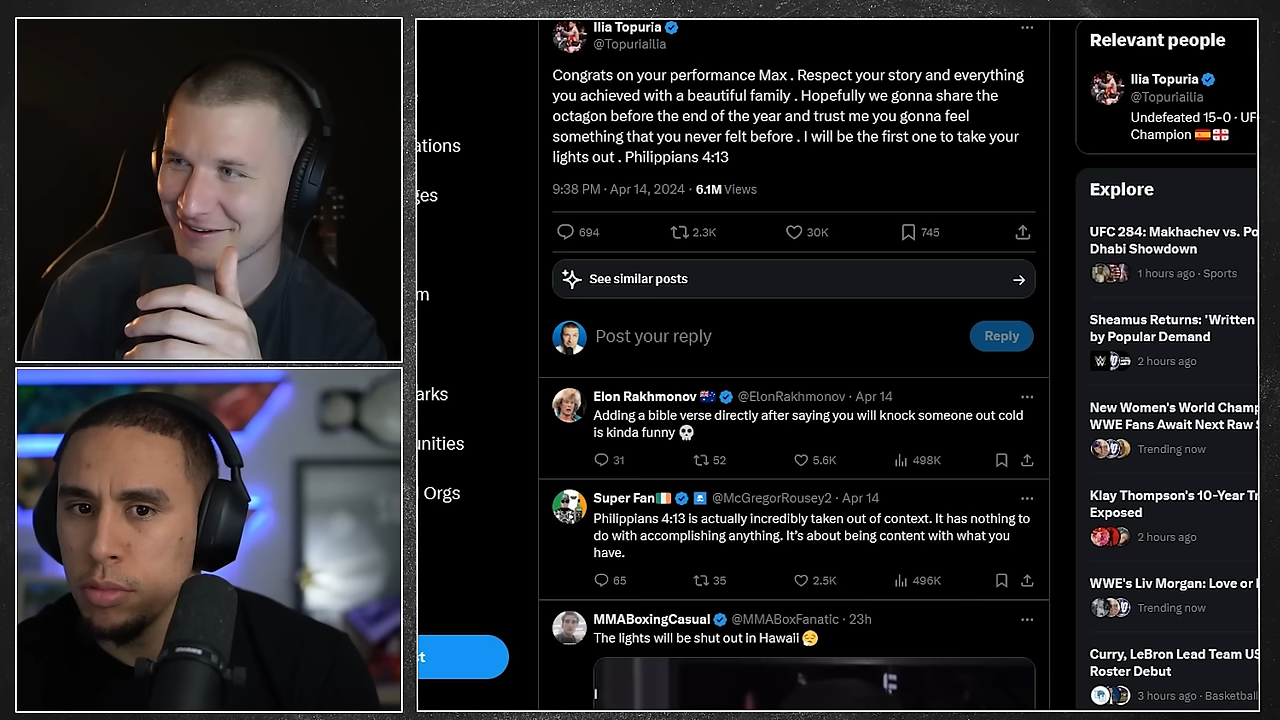 Ilia Topuria
@Topuriailia
Congrats on your performance Max . Respect your story and everything
you achieved with a beautiful family . Hopefully we gonna share the
octagon before the end of the year and trust me you gonna feel
something that you never felt before . I will be the first one to take your
lights out . Philippians 4:13
9:38 PM · Apr 14, 2024 · 6.1M Views
694 2.3K 30K 745
See similar posts
Post your reply
Reply
Elon Rakhmonov 🇦🇺 @ElonRakhmonov · Apr 14
Adding a bible verse directly after saying you will knock someone out cold
is kinda funny 💀
31 52 5.6K 498K
Super Fan🇮🇪 @McGregorRousey2 · Apr 14
Philippians 4:13 is actually incredibly taken out of context. It has nothing to
do with accomplishing anything. It's about being content with what you
have.
65 35 2.5K 496K
MMABoxingCasual @MMABoxFanatic · 23h
The lights will be shut out in Hawaii 😔
ations
ges
m
arks
unities
Orgs
t
Relevant people
Ilia Topuria
@Topuriailia
Undefeated 15-0 · UF
Champion 🇪🇸🇬🇪
Explore
UFC 284: Makhachev vs. Po
Dhabi Showdown
1 hours ago · Sports
Sheamus Returns: 'Written
by Popular Demand
2 hours ago
New Women's World Champ
WWE Fans Await Next Raw S
Trending now
Klay Thompson's 10-Year Tr
Exposed
2 hours ago
WWE's Liv Morgan: Love or
Trending now
Curry, LeBron Lead Team US
Roster Debut
3 hours ago · Basketball